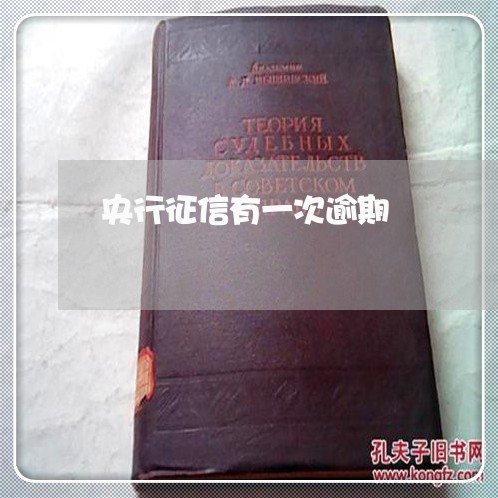 Академик
А. Я. ВЫШИНСКИЙ
ТЕОРИЯ
СУДЕБНЫХ
ДОКАЗАТЕЛЬСТВ
В СОВЕТСКОМ
央行征信有一次逾期
孔夫子旧书网
www.kongfz.com